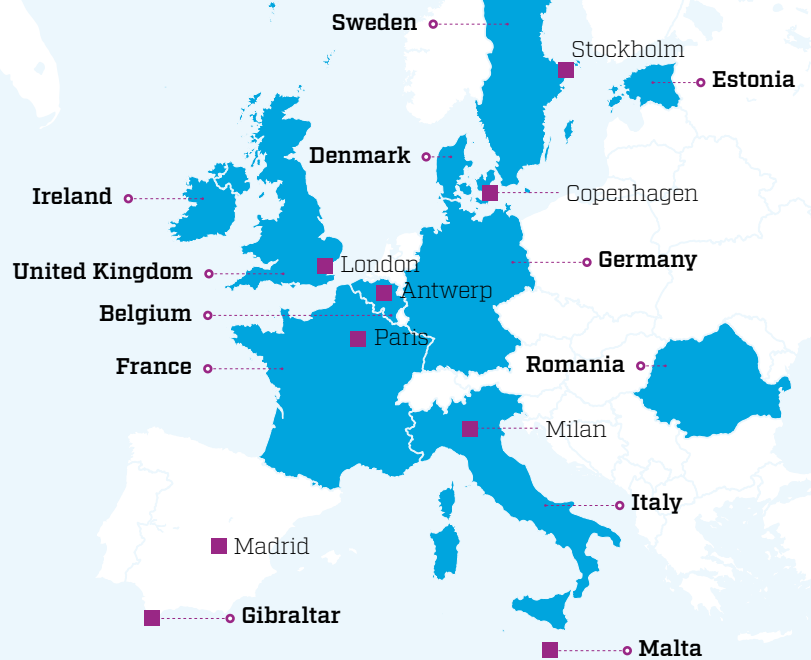 Sweden
Stockholm
Estonia
Denmark
Ireland
Copenhagen
Germany
United Kingdom
London
Antwerp
Belgium
Paris
France
Romania
Milan
Italy
Madrid
Gibraltar
Malta